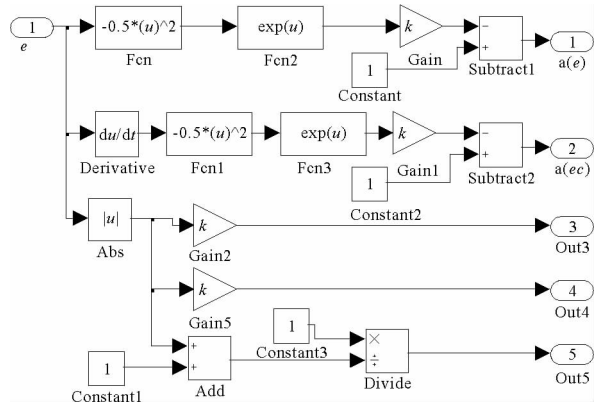 1
e
-0.5*(u)^2
Fcn
exp(u)
Fcn2
k
Gain
1
Constant
−
+
Subtract1
1
a(e)
du/dt
Derivative
-0.5*(u)^2
Fcn1
exp(u)
Fcn3
k
Gain1
1
Constant2
−
+
Subtract2
2
a(ec)
|u|
Abs
k
Gain2
3
Out3
k
Gain5
4
Out4
1
Constant1
+
+
Add
1
Constant3
×
÷
Divide
5
Out5